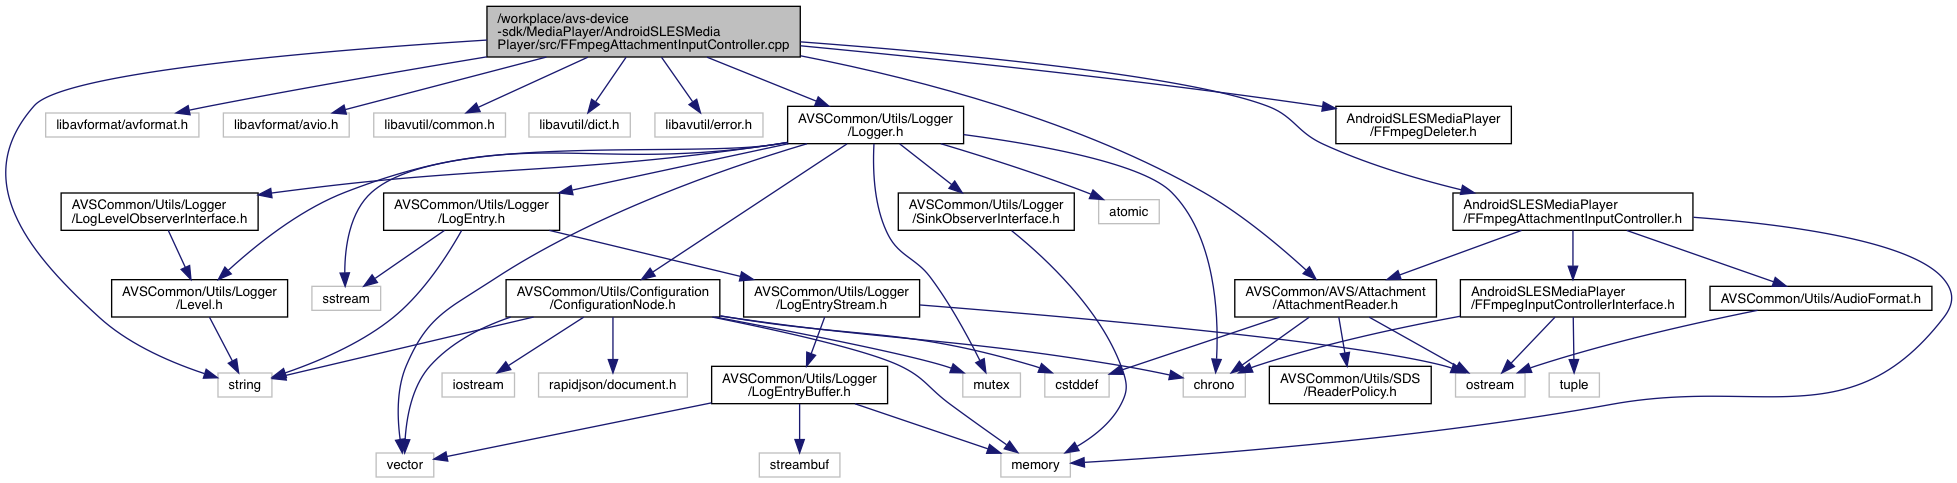 /workplace/avs-device
-sdk/MediaPlayer/AndroidSLESMedia
Player/src/FFmpegAttachmentInputController.cpp
libavformat/avformat.h
libavformat/avio.h
libavutil/common.h
libavutil/dict.h
libavutil/error.h
AVSCommon/Utils/Logger
/Logger.h
AndroidSLESMediaPlayer
/FFmpegDeleter.h
AVSCommon/Utils/Logger
/LogLevelObserverInterface.h
AVSCommon/Utils/Logger
/LogEntry.h
AVSCommon/Utils/Logger
/SinkObserverInterface.h
atomic
AndroidSLESMediaPlayer
/FFmpegAttachmentInputController.h
AVSCommon/Utils/Logger
/Level.h
sstream
AVSCommon/Utils/Configuration
/ConfigurationNode.h
AVSCommon/Utils/Logger
/LogEntryStream.h
AVSCommon/AVS/Attachment
/AttachmentReader.h
AndroidSLESMediaPlayer
/FFmpegInputControllerInterface.h
AVSCommon/Utils/AudioFormat.h
string
iostream
rapidjson/document.h
AVSCommon/Utils/Logger
/LogEntryBuffer.h
mutex
cstddef
chrono
AVSCommon/Utils/SDS
/ReaderPolicy.h
ostream
tuple
vector
streambuf
memory